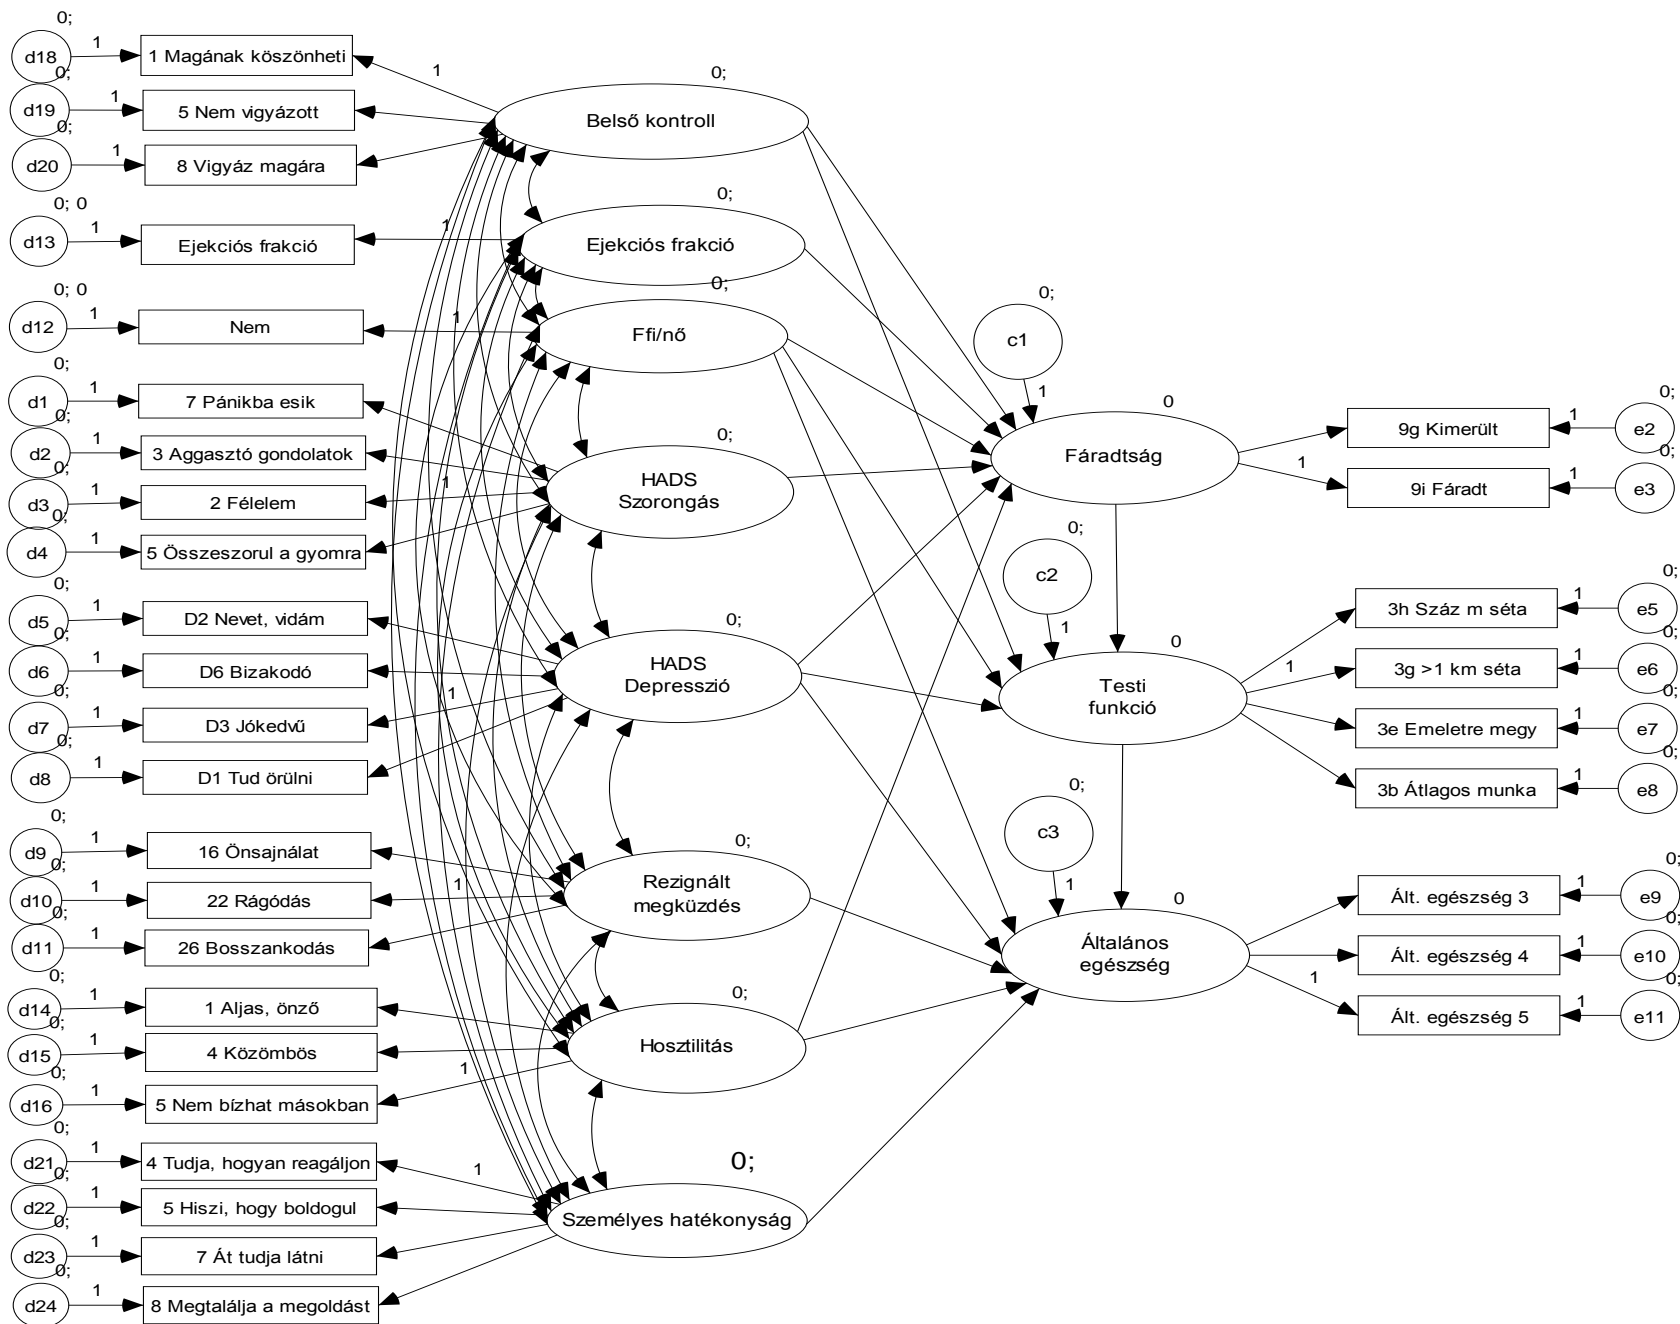 0;
d18
1
1 Magának köszönheti
1
0;
d19
1
5 Nem vigyázott
0;
d20
1
8 Vigyáz magára
0;
Belső kontroll
0; 0
d13
1
Ejekciós frakció
1
0;
Ejekciós frakció
0; 0
d12
1
Nem
1
0;
Ffi/nő
0;
d1
1
7 Pánikba esik
0;
d2
1
3 Aggasztó gondolatok
0;
d3
1
2 Félelem
1
0;
d4
1
5 Összeszorul a gyomra
0;
HADS
Szorongás
0;
d5
1
D2 Nevet, vidám
0;
d6
1
D6 Bizakodó
0;
d7
1
D3 Jókedvű
1
0;
d8
1
D1 Tud örülni
0;
HADS
Depresszió
0;
d9
1
16 Önsajnálat
0;
d10
1
22 Rágódás
1
0;
d11
1
26 Bosszankodás
0;
Rezignált
megküzdés
0;
d14
1
1 Aljas, önző
0;
d15
1
4 Közömbös
0;
d16
1
5 Nem bízhat másokban
1
0;
Hosztilitás
0;
d21
1
4 Tudja, hogyan reagáljon
1
0;
d22
1
5 Hiszi, hogy boldogul
0;
d23
1
7 Át tudja látni
0;
d24
1
8 Megtalálja a megoldást
0;
Személyes hatékonyság
0;
c1
1
0
Fáradtság
0;
c2
1
0
Testi
funkció
0;
c3
1
0
Általános
egészség
9g Kimerült
1
0;
e2
1
9i Fáradt
1
0;
e3
3h Száz m séta
1
0;
e5
1
3g >1 km séta
1
0;
e6
3e Emeletre megy
1
0;
e7
3b Átlagos munka
1
0;
e8
Ált. egészség 3
1
0;
e9
Ált. egészség 4
1
0;
e10
1
Ált. egészség 5
1
0;
e11